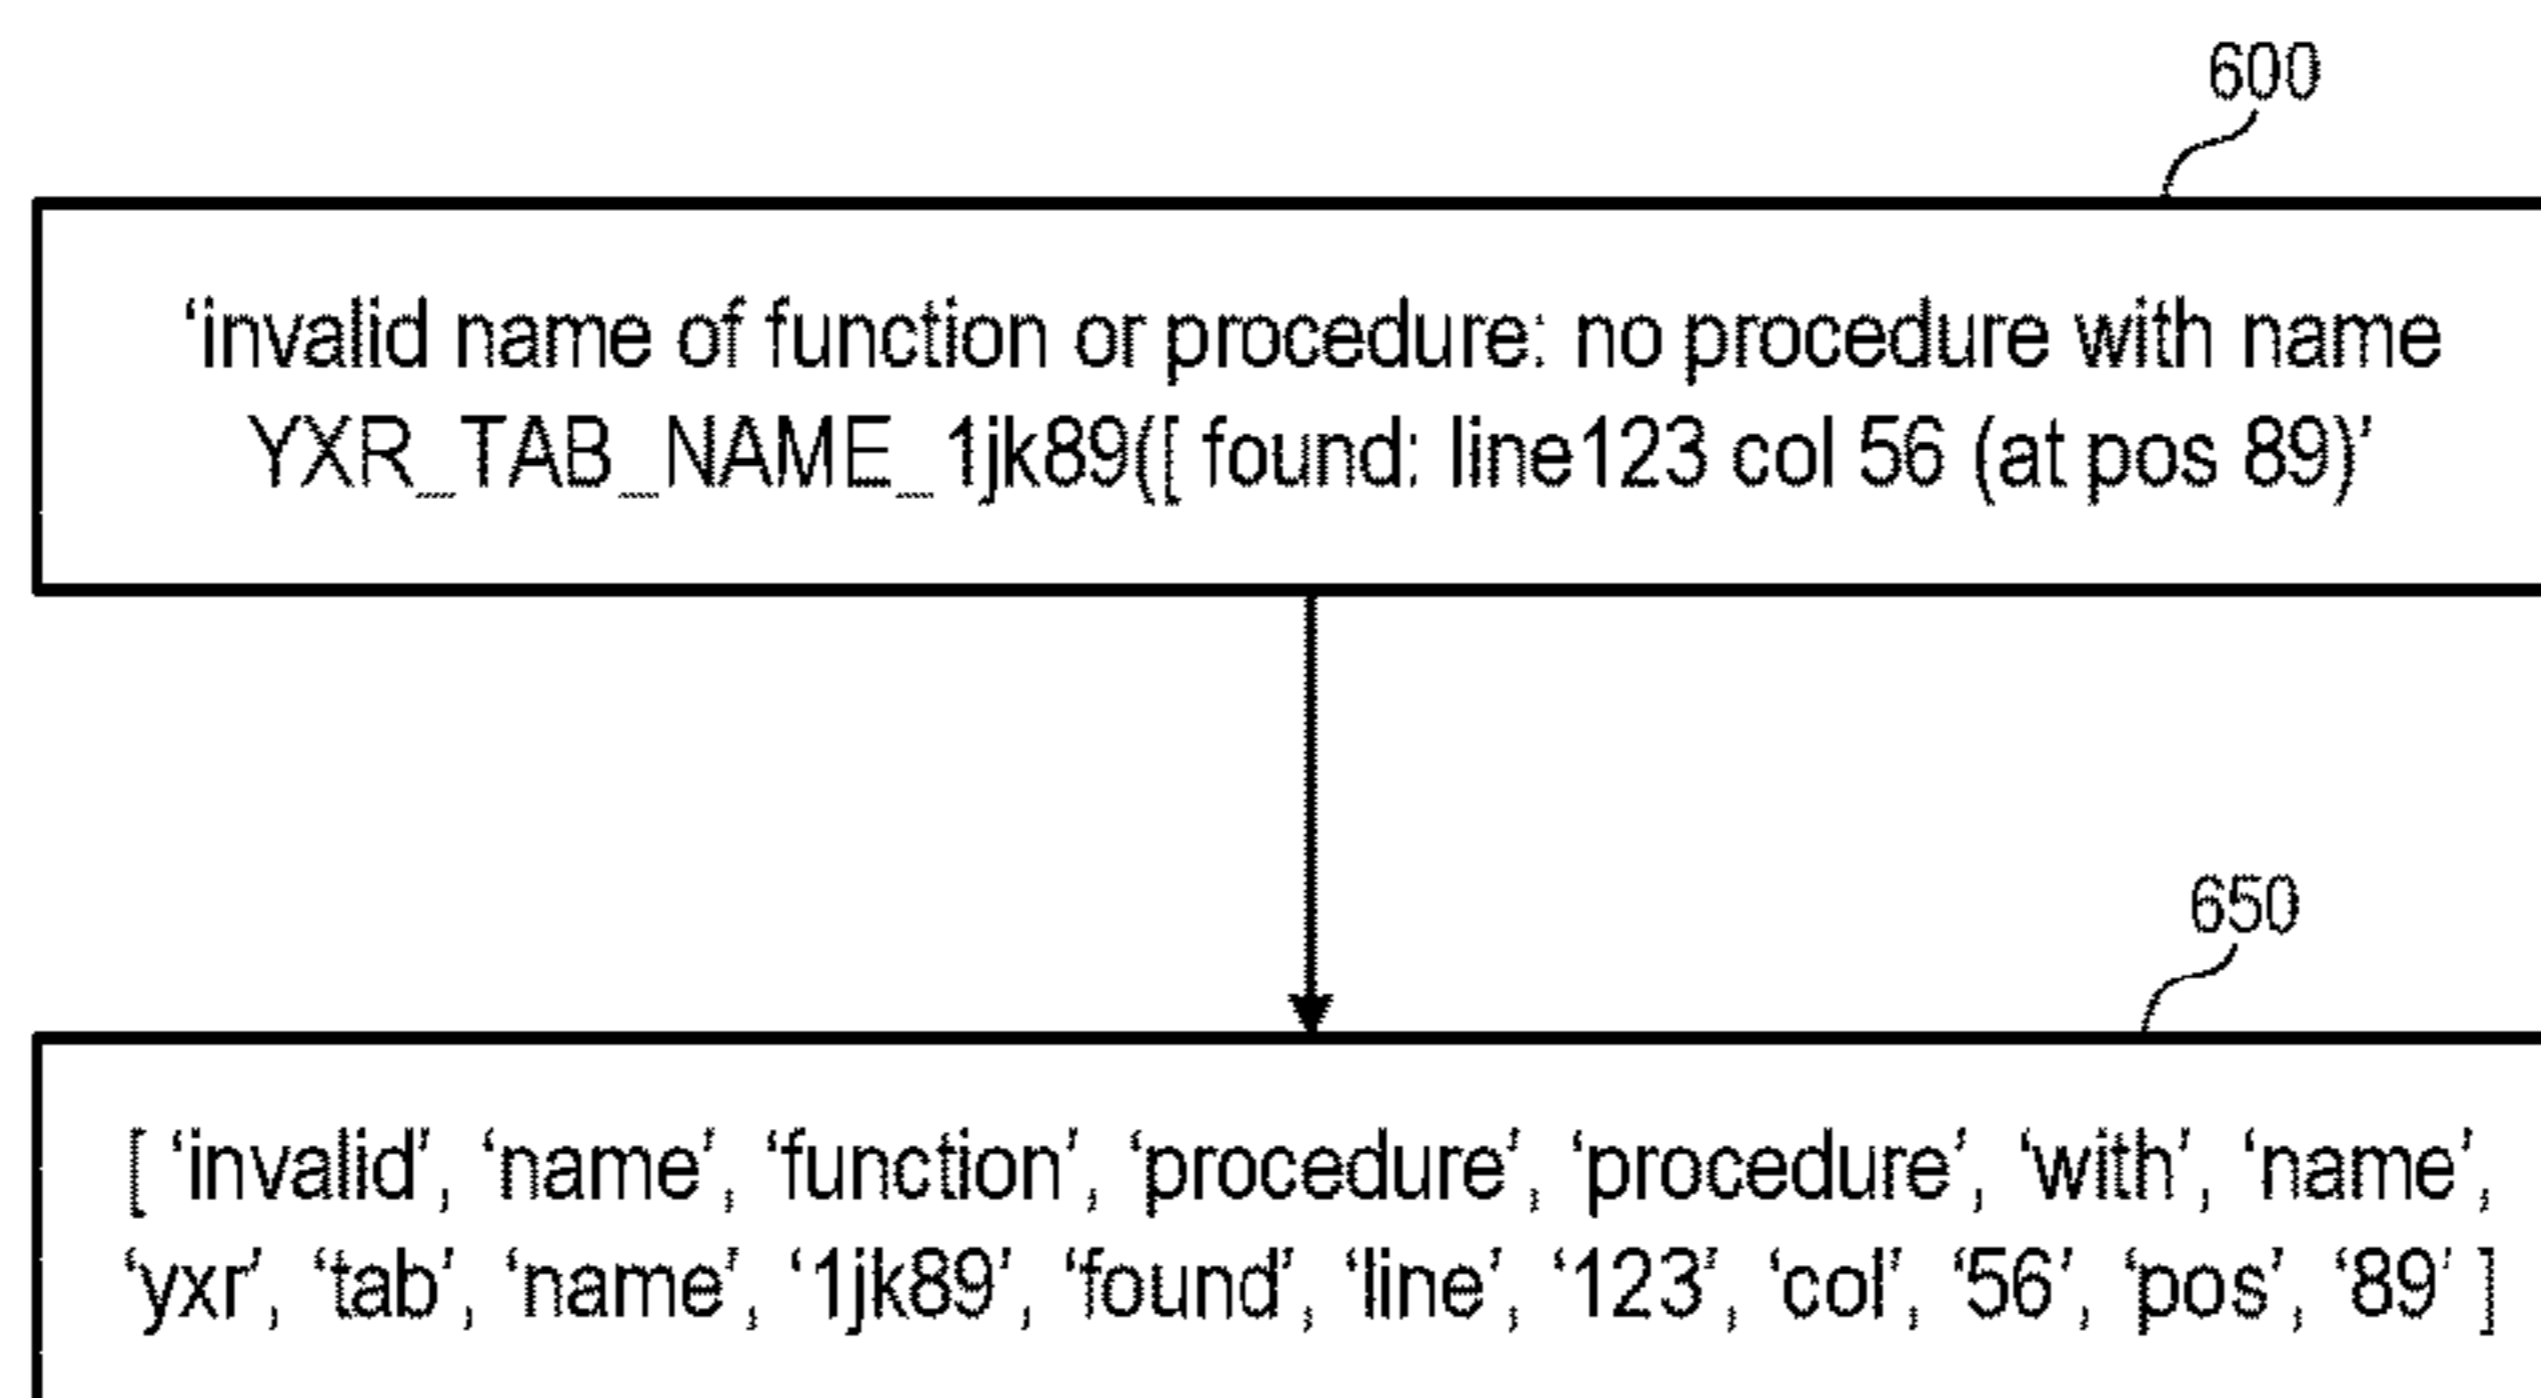 600
‘invalid name of function or procedure: no procedure with name
YXR_TAB_NAME_1jk89([ found: line123 col 56 (at pos 89)’
650
[ ‘invalid’, ‘name’, ‘function’, ‘procedure’, ‘procedure’, ‘with’, ‘name’,
‘yxr’, ‘tab’, ‘name’, ‘1jk89’, ‘found’, ‘line’, ‘123’, ‘col’, ‘56’, ‘pos’, ‘89’ ]